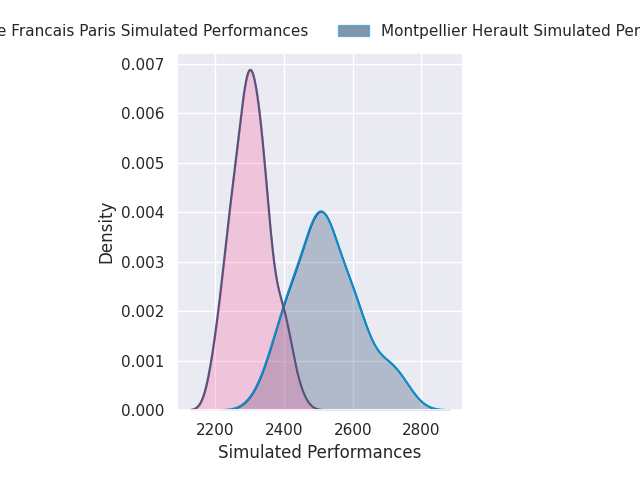 e Francais Paris Simulated Performances Montpellier Herault Simulated Per
0.007
0.006
0.005
0.004
0.003
0.002
0.001
0.000
Density
2200 2400 2600 2800
Simulated Performances